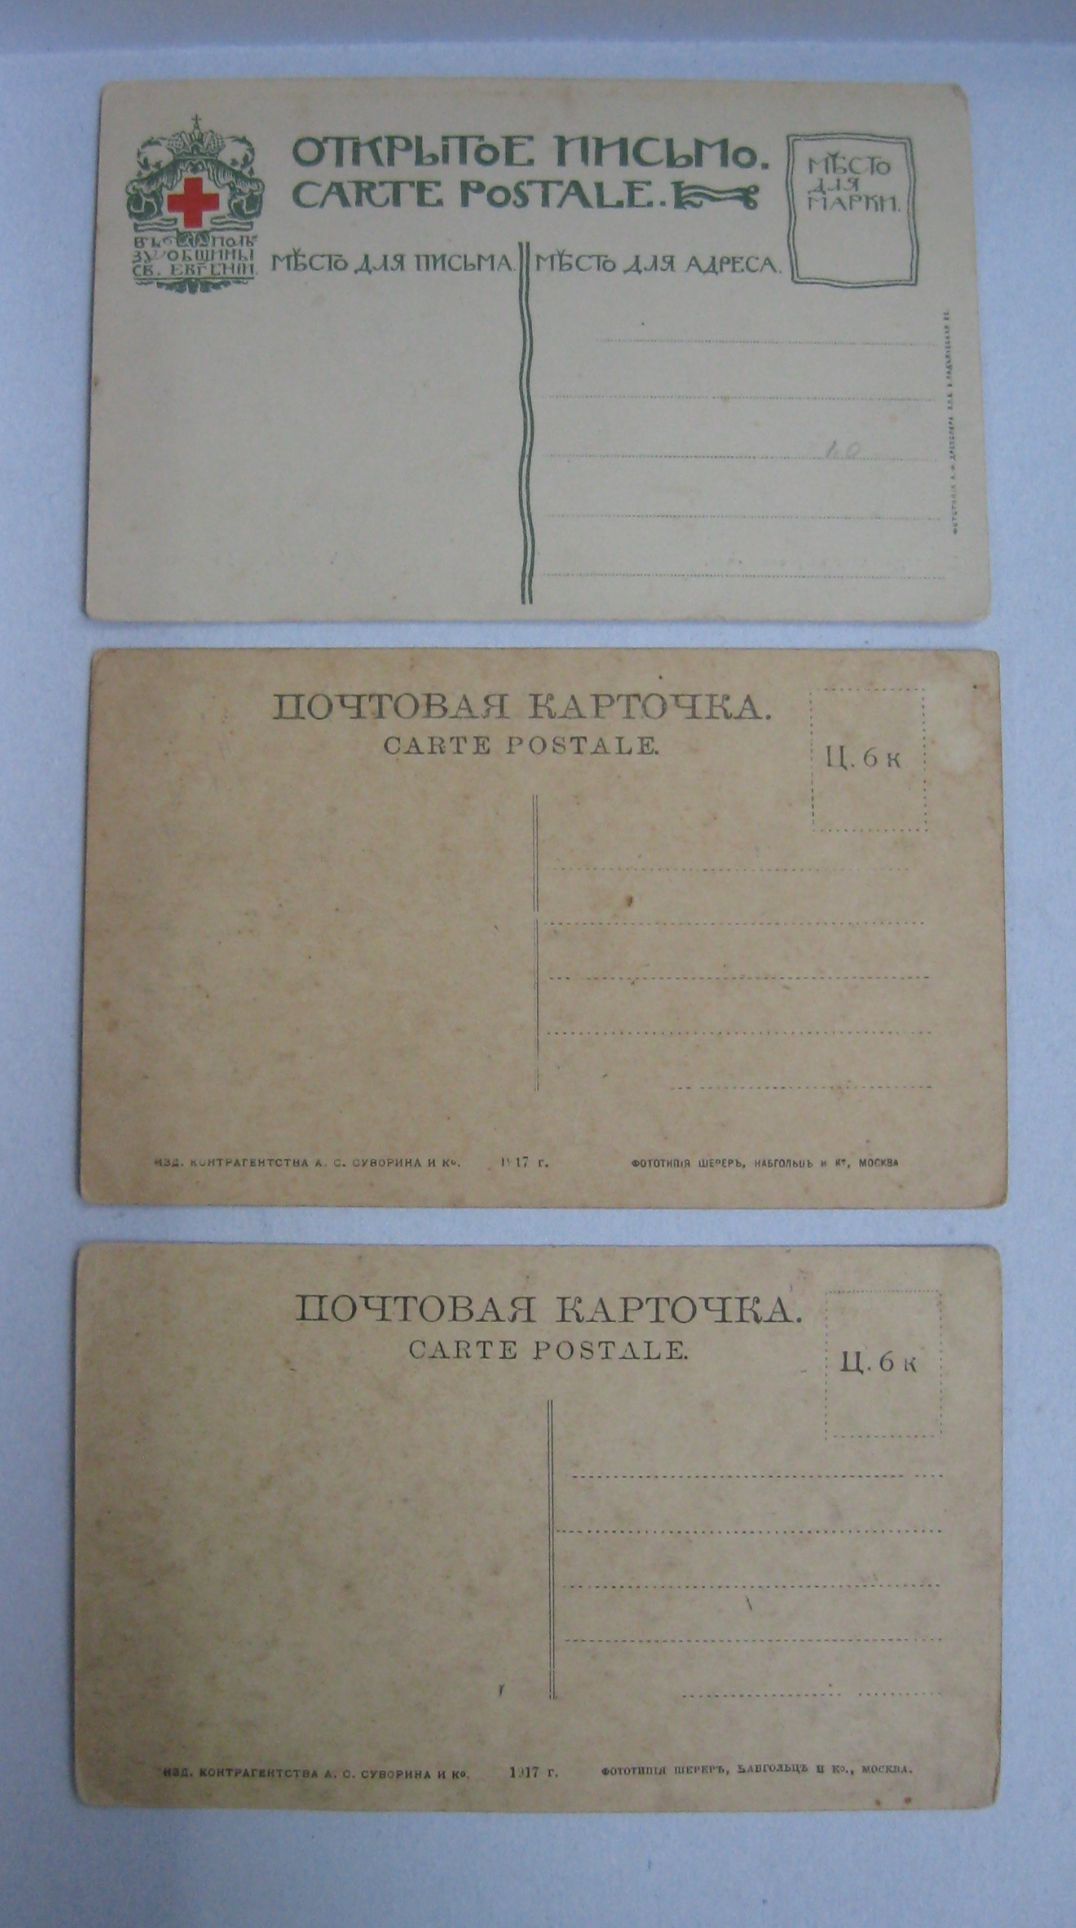 ОТКРЫТОЕ ПИСЬМО.
CARTE POSTALE.
МѢСТО
ДЛЯ
МАРКИ.
ВЪ ПОЛЬ
ЗУ ОБЩИНЫ
СВ. ЕВГЕНІИ.
МѢСТО ДЛЯ ПИСЬМА.
МѢСТО ДЛЯ АДРЕСА.
ПОЧТОВАЯ КАРТОЧКА.
CARTE POSTALE.
Ц. 6 к
ИЗД. КОНТРАГЕНТСТВА А. С. СУВОРИНА И Кº. 1917 г. ФОТОТИПІЯ ШЕРЕРЪ, НАБГОЛЬЦЪ и Кº, МОСКВА
ПОЧТОВАЯ КАРТОЧКА.
CARTE POSTALE.
Ц. 6 к
ИЗД. КОНТРАГЕНТСТВА А. С. СУВОРИНА И Кº. 1917 г. ФОТОТИПІЯ ШЕРЕРЪ, НАБГОЛЬЦЪ И Ко., МОСКВА.